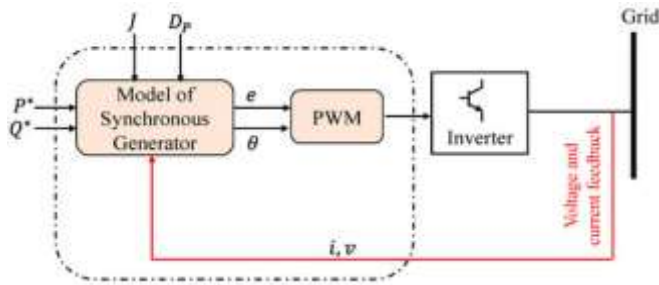 Grid
J D_P
P*
Q*
Model of
Synchronous
Generator
e
θ
PWM
Inverter
Voltage and
current feedback
i, v